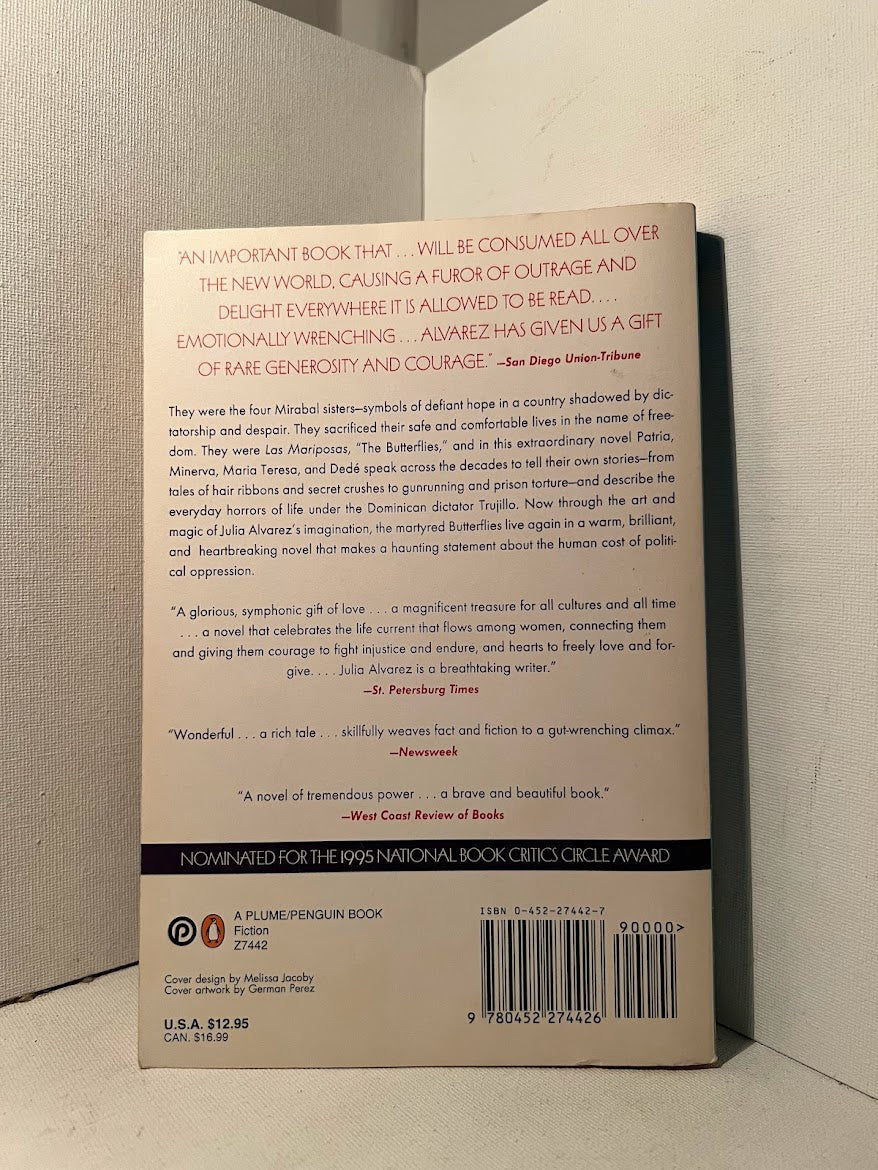 "AN IMPORTANT BOOK THAT . . . WILL BE CONSUMED ALL OVER
THE NEW WORLD, CAUSING A FUROR OF OUTRAGE AND
DELIGHT EVERYWHERE IT IS ALLOWED TO BE READ. . . .
EMOTIONALLY WRENCHING . . . ALVAREZ HAS GIVEN US A GIFT
OF RARE GENEROSITY AND COURAGE." —San Diego Union-Tribune
They were the four Mirabal sisters—symbols of defiant hope in a country shadowed by dic-
tatorship and despair. They sacrificed their safe and comfortable lives in the name of free-
dom. They were Las Mariposas, "The Butterflies," and in this extraordinary novel Patria,
Minerva, Maria Teresa, and Dedé speak across the decades to tell their own stories—from
tales of hair ribbons and secret crushes to gunrunning and prison torture—and describe the
everyday horrors of life under the Dominican dictator Trujillo. Now through the art and
magic of Julia Alvarez's imagination, the martyred Butterflies live again in a warm, brilliant,
and heartbreaking novel that makes a haunting statement about the human cost of politi-
cal oppression.
"A glorious, symphonic gift of love . . . a magnificent treasure for all cultures and all time
. . . a novel that celebrates the life current that flows among women, connecting them
and giving them courage to fight injustice and endure, and hearts to freely love and for-
give. . . . Julia Alvarez is a breathtaking writer."
—St. Petersburg Times
"Wonderful . . . a rich tale . . . skillfully weaves fact and fiction to a gut-wrenching climax."
—Newsweek
"A novel of tremendous power . . . a brave and beautiful book."
—West Coast Review of Books
NOMINATED FOR THE 1995 NATIONAL BOOK CRITICS CIRCLE AWARD
A PLUME/PENGUIN BOOK
Fiction
Z7442
Cover design by Melissa Jacoby
Cover artwork by German Perez
U.S.A. $12.95
CAN. $16.99
ISBN 0-452-27442-7
90000>
9 780452 274426